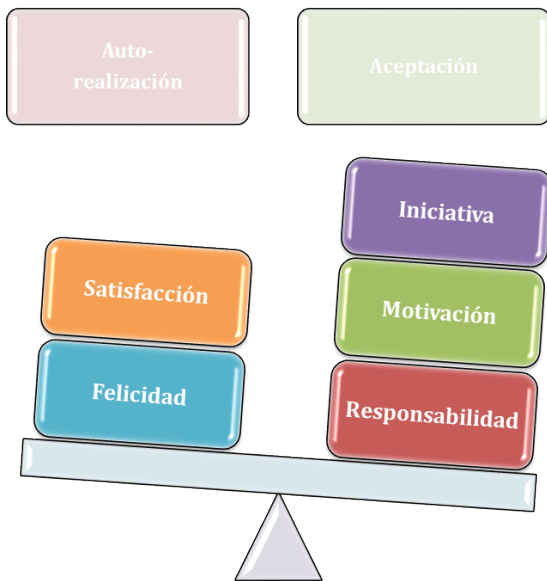 Auto-
realización
Aceptación
Iniciativa
Satisfacción
Motivación
Felicidad
Responsabilidad